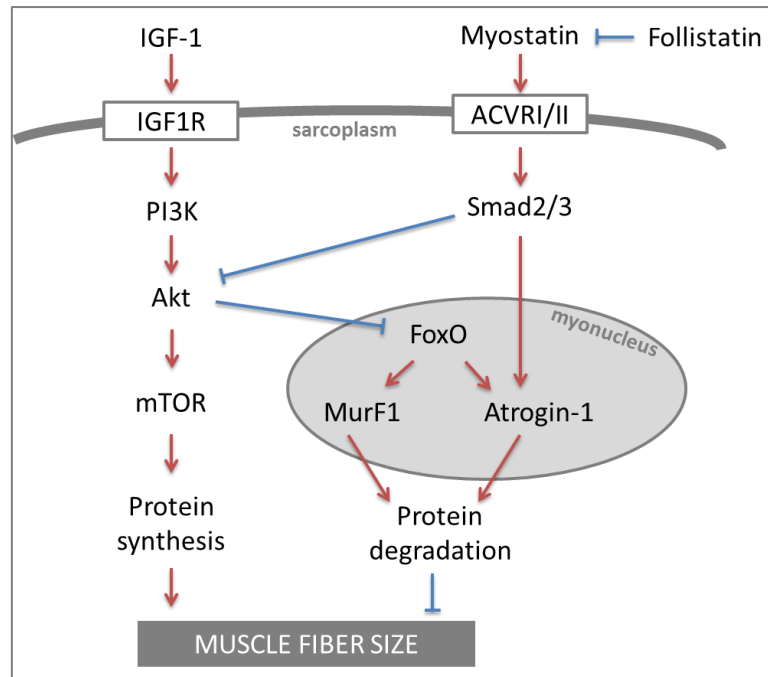 IGF-1
Myostatin
Follistatin
IGF1R
sarcoplasm
ACVRI/II
PI3K
Smad2/3
Akt
myonucleus
FoxO
mTOR
MurF1
Atrogin-1
Protein
synthesis
Protein
degradation
MUSCLE FIBER SIZE